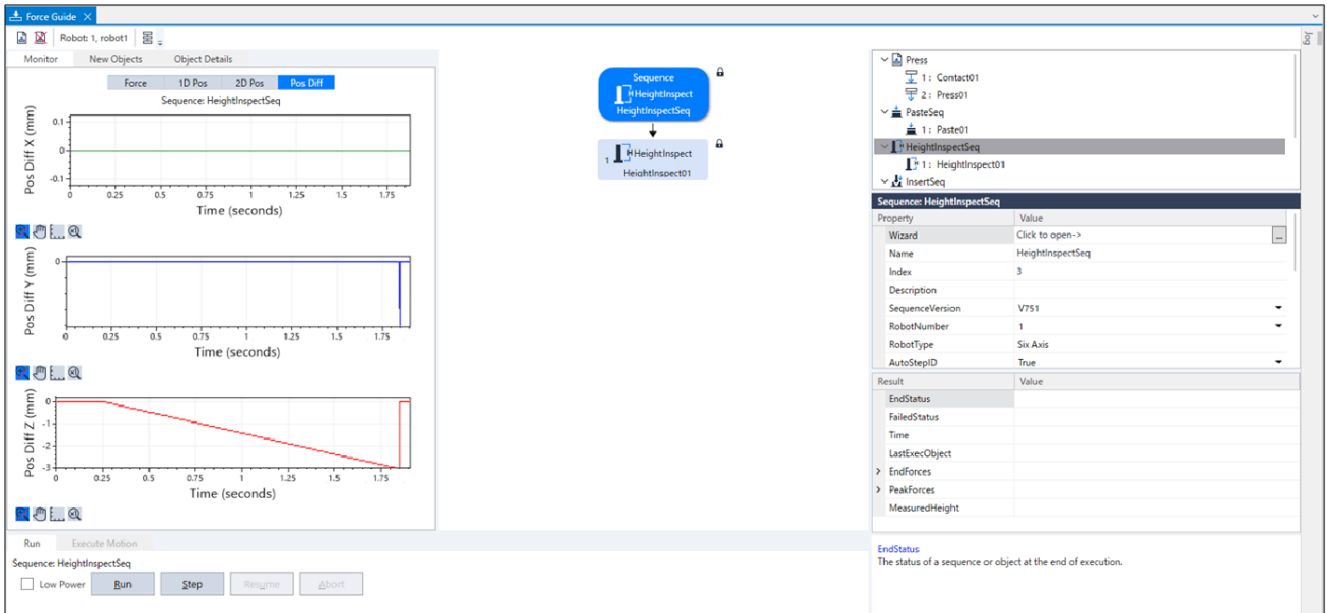 Force Guide
Robot: 1, robot1
Jog
Monitor New Objects Object Details
Force 1D Pos 2D Pos Pos Diff
Sequence: HeightInspectSeq
Pos Diff X (mm)
0.1
0
-0.1
0 0.25 0.5 0.75 1 1.25 1.5 1.75
Time (seconds)
Pos Diff Y (mm)
0
0 0.25 0.5 0.75 1 1.25 1.5 1.75
Time (seconds)
Pos Diff Z (mm)
0
-1
-2
-3
0 0.25 0.5 0.75 1 1.25 1.5 1.75
Time (seconds)
Run Execute Motion
Sequence: HeightInspectSeq
Low Power Run Step Resume Abort
Sequence
HeightInspect
HeightInspectSeq
1 HeightInspect
HeightInspect01
Press
1: Contact01
2: Press01
PasteSeq
1: Paste01
HeightInspectSeq
1: HeightInspect01
InsertSeq
Sequence: HeightInspectSeq
Property Value
Wizard Click to open-> ...
Name HeightInspectSeq
Index 3
Description
SequenceVersion V751
RobotNumber 1
RobotType Six Axis
AutoStepID True
Result Value
EndStatus
FailedStatus
Time
LastExecObject
EndForces
PeakForces
MeasuredHeight
EndStatus
The status of a sequence or object at the end of execution.